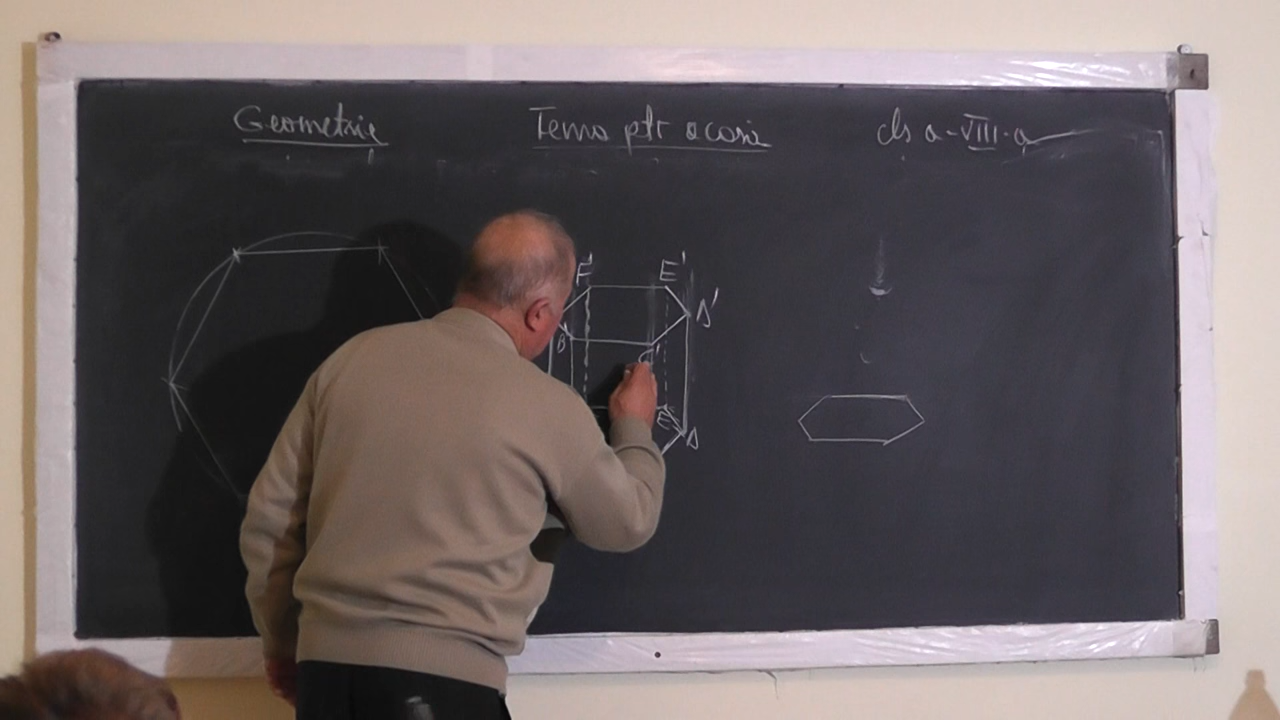 Geometrie
Tema ptr acasă
cls a-VIII-a
F' E'
D'
B' C'
E D